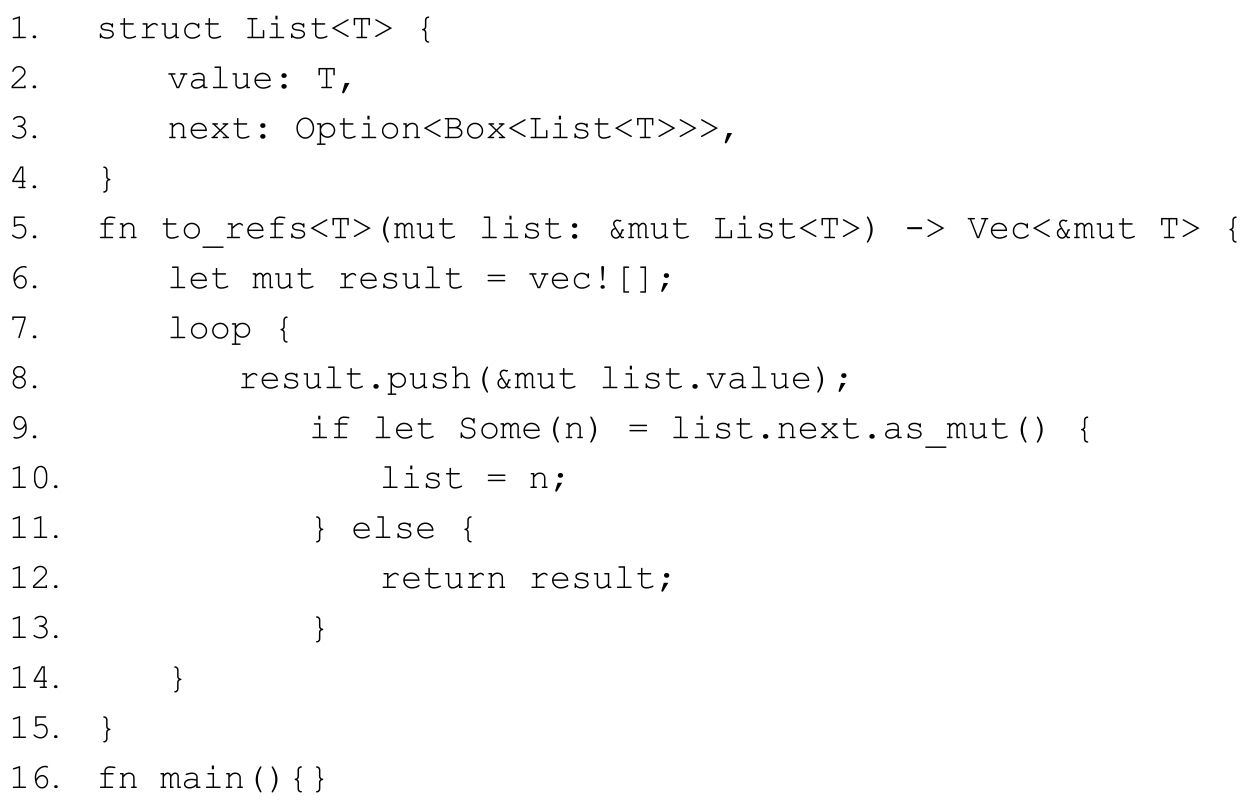 1. struct List<T> {
2. value: T,
3. next: Option<Box<List<T>>>,
4. }
5. fn to_refs<T>(mut list: &mut List<T>) -> Vec<&mut T> {
6. let mut result = vec![];
7. loop {
8. result.push(&mut list.value);
9. if let Some(n) = list.next.as_mut() {
10. list = n;
11. } else {
12. return result;
13. }
14. }
15. }
16. fn main(){}